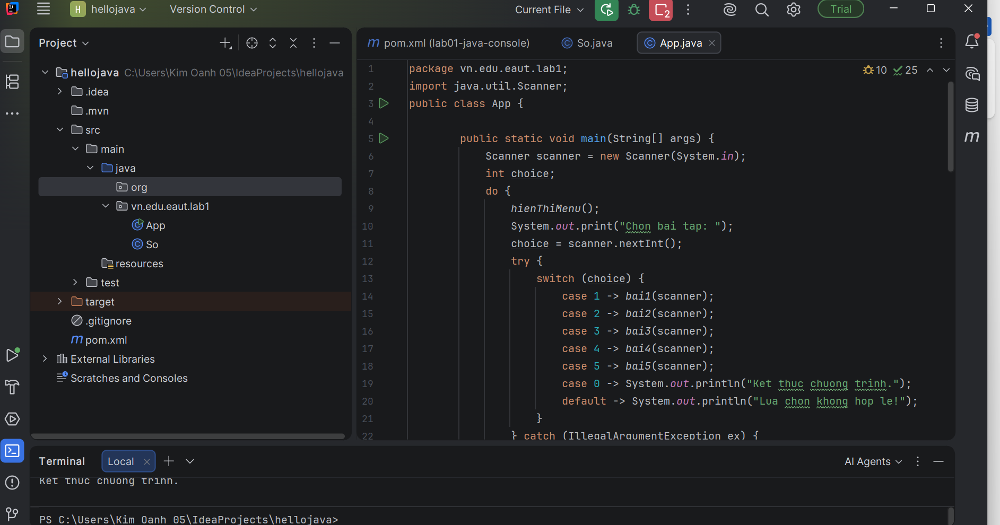 H hellojava Version Control Current File 2 Trial
Project
pom.xml (lab01-java-console) So.java App.java
hellojava C:\Users\Kim Oanh 05\IdeaProjects\hellojava
.idea
.mvn
src
main
java
org
vn.edu.eaut.lab1
App
So
resources
test
target
.gitignore
pom.xml
External Libraries
Scratches and Consoles
10 25
1 package vn.edu.eaut.lab1;
2 import java.util.Scanner;
3 public class App {
4
5 public static void main(String[] args) {
6 Scanner scanner = new Scanner(System.in);
7 int choice;
8 do {
9 hienThiMenu();
10 System.out.print("Chon bai tap: ");
11 choice = scanner.nextInt();
12 try {
13 switch (choice) {
14 case 1 -> bai1(scanner);
15 case 2 -> bai2(scanner);
16 case 3 -> bai3(scanner);
17 case 4 -> bai4(scanner);
18 case 5 -> bai5(scanner);
19 case 0 -> System.out.println("Ket thuc chuong trinh.");
20 default -> System.out.println("Lua chon khong hop le!");
21 }
22 } catch (IllegalArgumentException ex) {
Terminal Local AI Agents
Ket thuc chuong trinh.
PS C:\Users\Kim Oanh 05\IdeaProjects\hellojava>